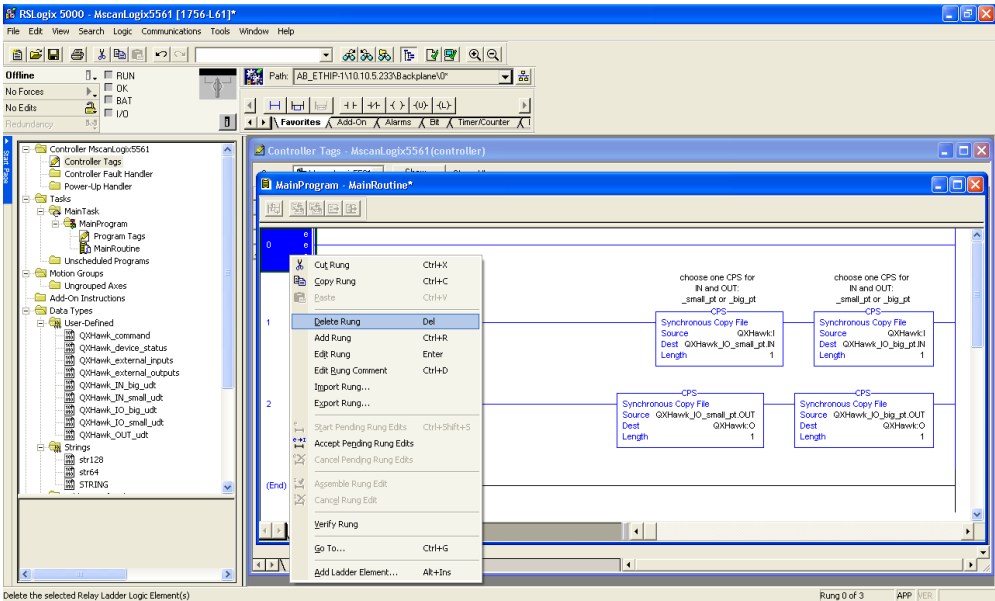 RSLogix 5000 - MscanLogix5561 [1756-L61]*
File Edit View Search Logic Communications Tools Window Help
Offline
RUN
No Forces
OK
No Edits
BAT
Redundancy
I/O
Path: AB_ETHIP-1\10.10.5.233\Backplane\0*
Favorites Add-On Alarms Bit Timer/Counter
Start Page
Controller MscanLogix5561
Controller Tags
Controller Fault Handler
Power-Up Handler
Tasks
MainTask
MainProgram
Program Tags
MainRoutine
Unscheduled Programs
Motion Groups
Ungrouped Axes
Add-On Instructions
Data Types
User-Defined
QXHawk_command
QXHawk_device_status
QXHawk_external_inputs
QXHawk_external_outputs
QXHawk_IN_big_udt
QXHawk_IN_small_udt
QXHawk_IO_big_udt
QXHawk_IO_small_udt
QXHawk_OUT_udt
Strings
str128
str64
STRING
Controller Tags - MscanLogix5561(controller)
MainProgram - MainRoutine*
0
e
e
Cut Rung Ctrl+X
Copy Rung Ctrl+C
Paste Ctrl+V
Delete Rung Del
Add Rung Ctrl+R
Edit Rung Enter
Edit Rung Comment Ctrl+D
Import Rung...
Export Rung...
Start Pending Rung Edits Ctrl+Shift+S
Accept Pending Rung Edits
Cancel Pending Rung Edits
Assemble Rung Edit
Cancel Rung Edit
Verify Rung
Go To... Ctrl+G
Add Ladder Element... Alt+Ins
1
choose one CPS for
IN and OUT:
_small_pt or _big_pt
CPS
Synchronous Copy File
Source QXHawk:I
Dest QXHawk_IO_small_pt.IN
Length 1
choose one CPS for
IN and OUT:
_small_pt or _big_pt
CPS
Synchronous Copy File
Source QXHawk:I
Dest QXHawk_IO_big_pt.IN
Length 1
2
CPS
Synchronous Copy File
Source QXHawk_IO_small_pt.OUT
Dest QXHawk:O
Length 1
CPS
Synchronous Copy File
Source QXHawk_IO_big_pt.OUT
Dest QXHawk:O
Length 1
(End)
Delete the selected Relay Ladder Logic Element(s)
Rung 0 of 3 APP VER